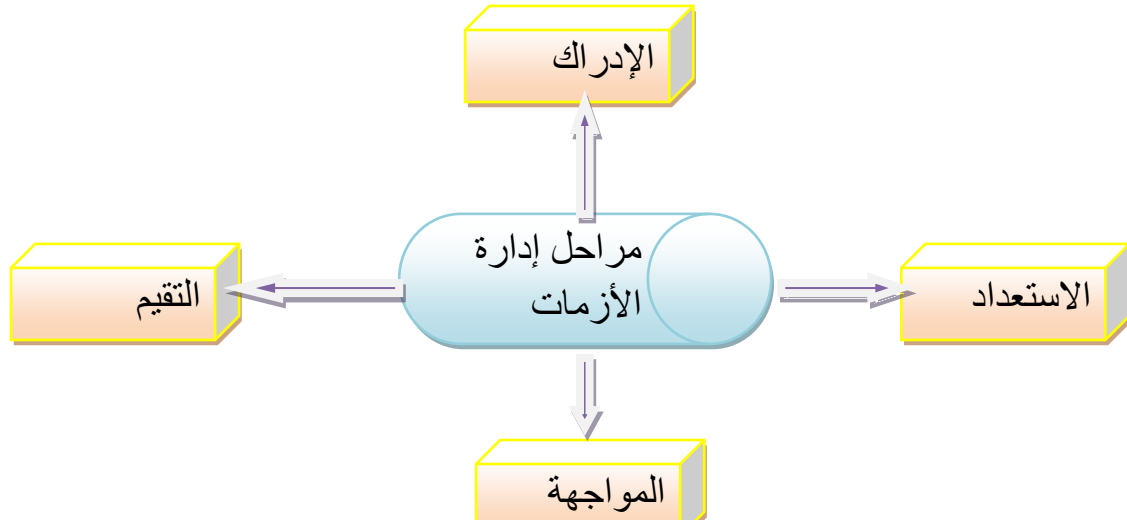 الإدراك
مراحل إدارة
الأزمات
الاستعداد
التقيم
المواجهة